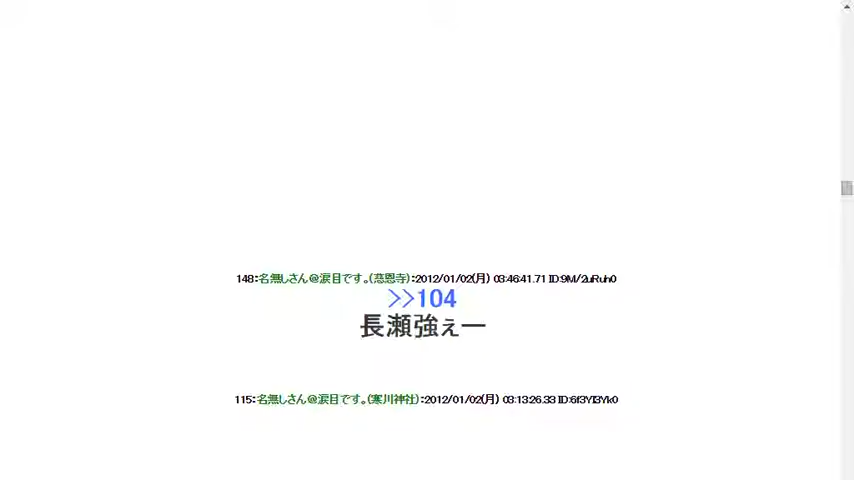 148:名無しさん@涙目です。(慈恩寺):2012/01/02(月) 03:46:41.71 ID:9M/2uRuh0
>>104
長瀬強ぇー
115:名無しさん@涙目です。(寒川神社):2012/01/02(月) 03:13:26.33 ID:6f3YI3Yk0